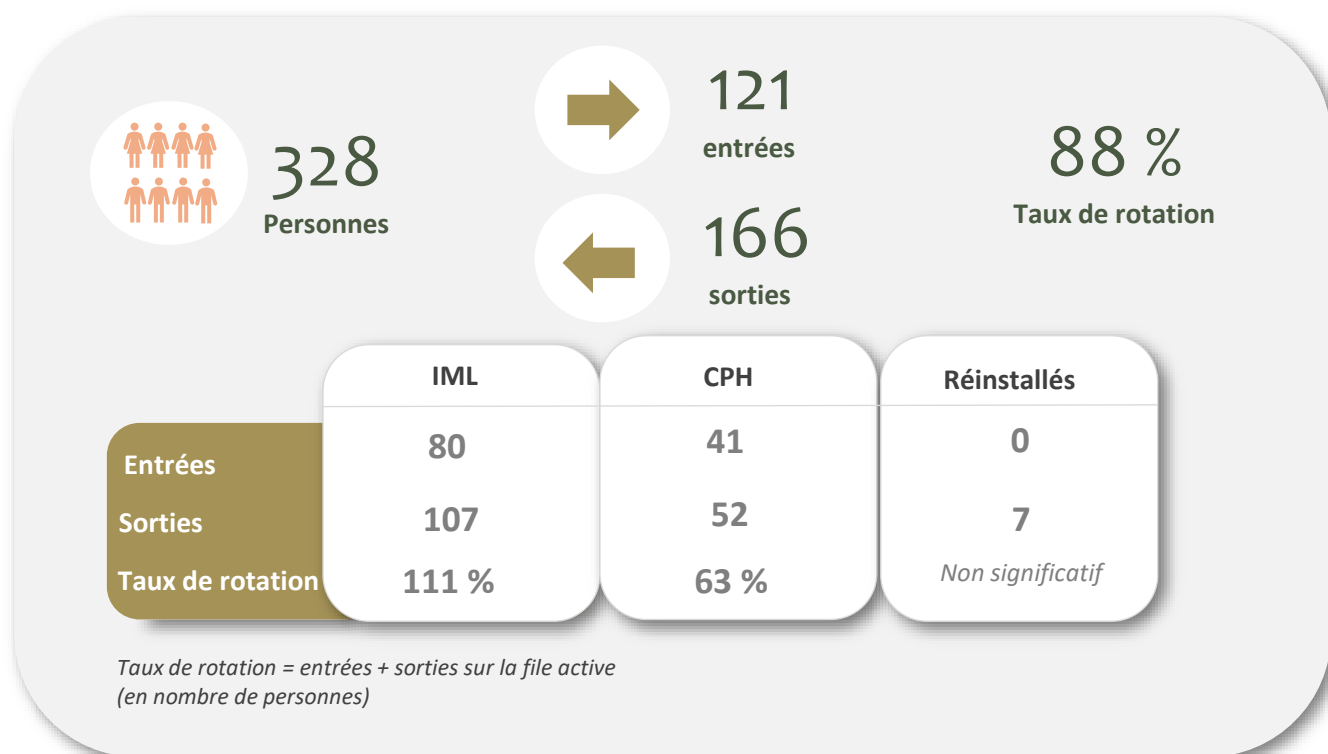 328
Personnes
121
entrées
166
sorties
88 %
Taux de rotation
IML CPH Réinstallés
Entrées 80 41 0
Sorties 107 52 7
Taux de rotation 111 % 63 % Non significatif
Taux de rotation = entrées + sorties sur la file active
(en nombre de personnes)